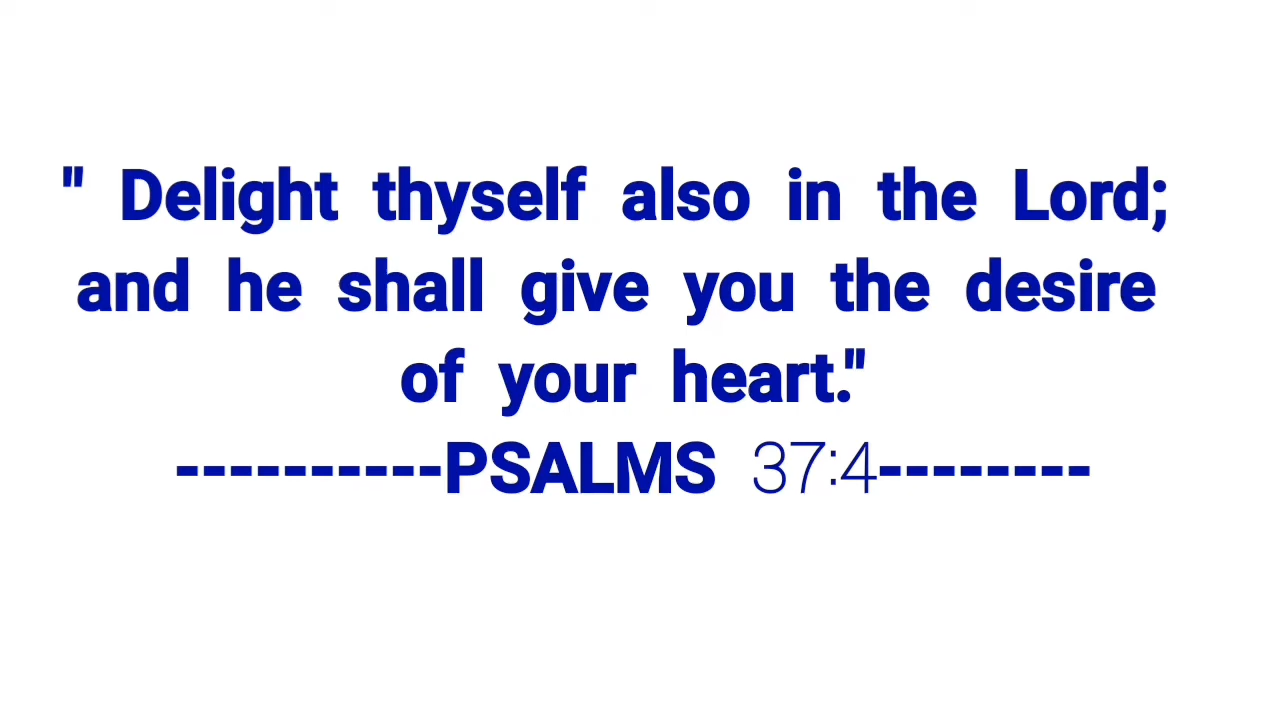 " Delight thyself also in the Lord;
and he shall give you the desire
of your heart."
----------PSALMS 37:4--------